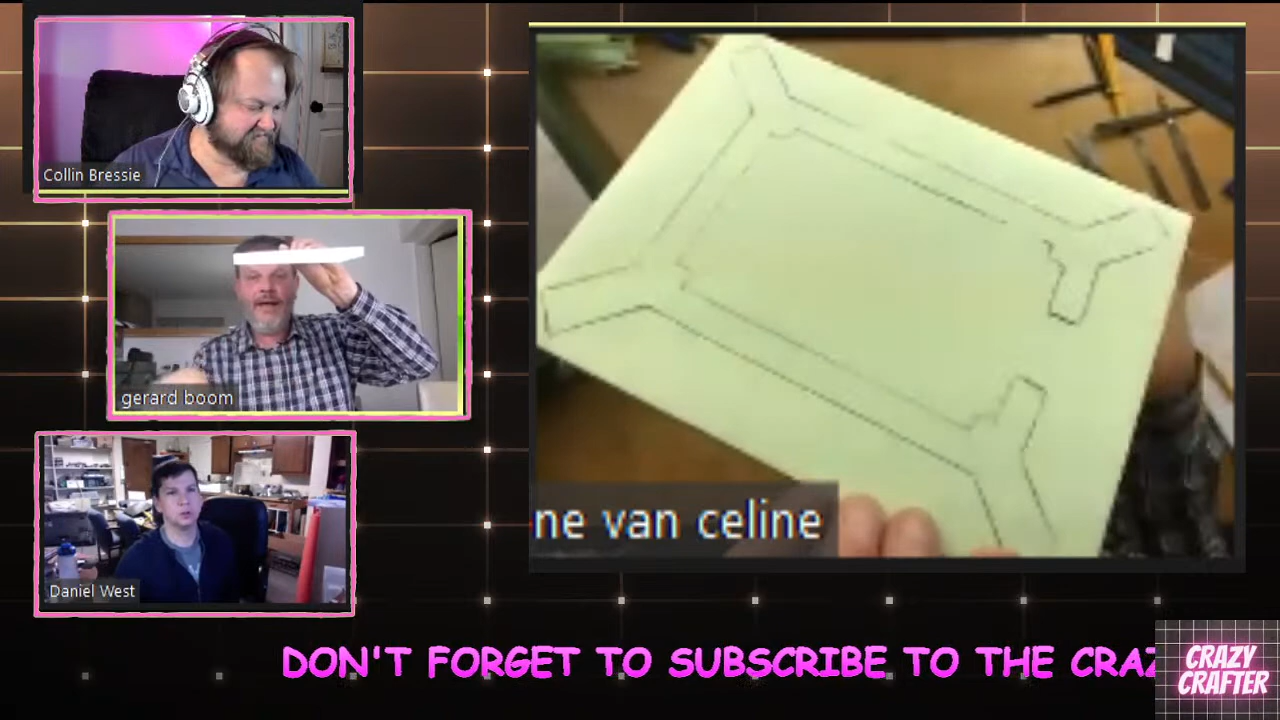 Collin Bressie
gerard boom
Daniel West
ne van celine
DON'T FORGET TO SUBSCRIBE TO THE CRAZ
CRAZY
CRAFTER